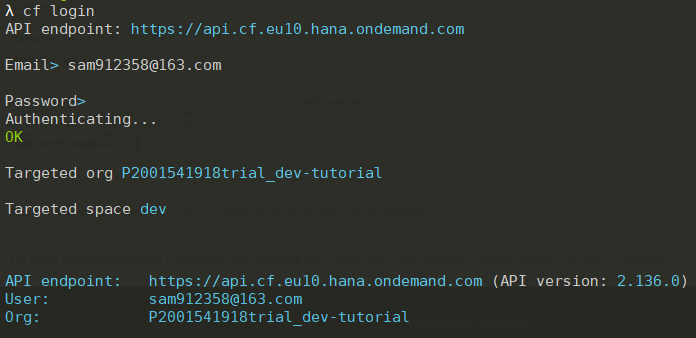 λ cf login
API endpoint: https://api.cf.eu10.hana.ondemand.com
Email> sam912358@163.com
Password>
Authenticating...
OK
Targeted org P2001541918trial_dev-tutorial
Targeted space dev
API endpoint: https://api.cf.eu10.hana.ondemand.com (API version: 2.136.0)
User: sam912358@163.com
Org: P2001541918trial_dev-tutorial